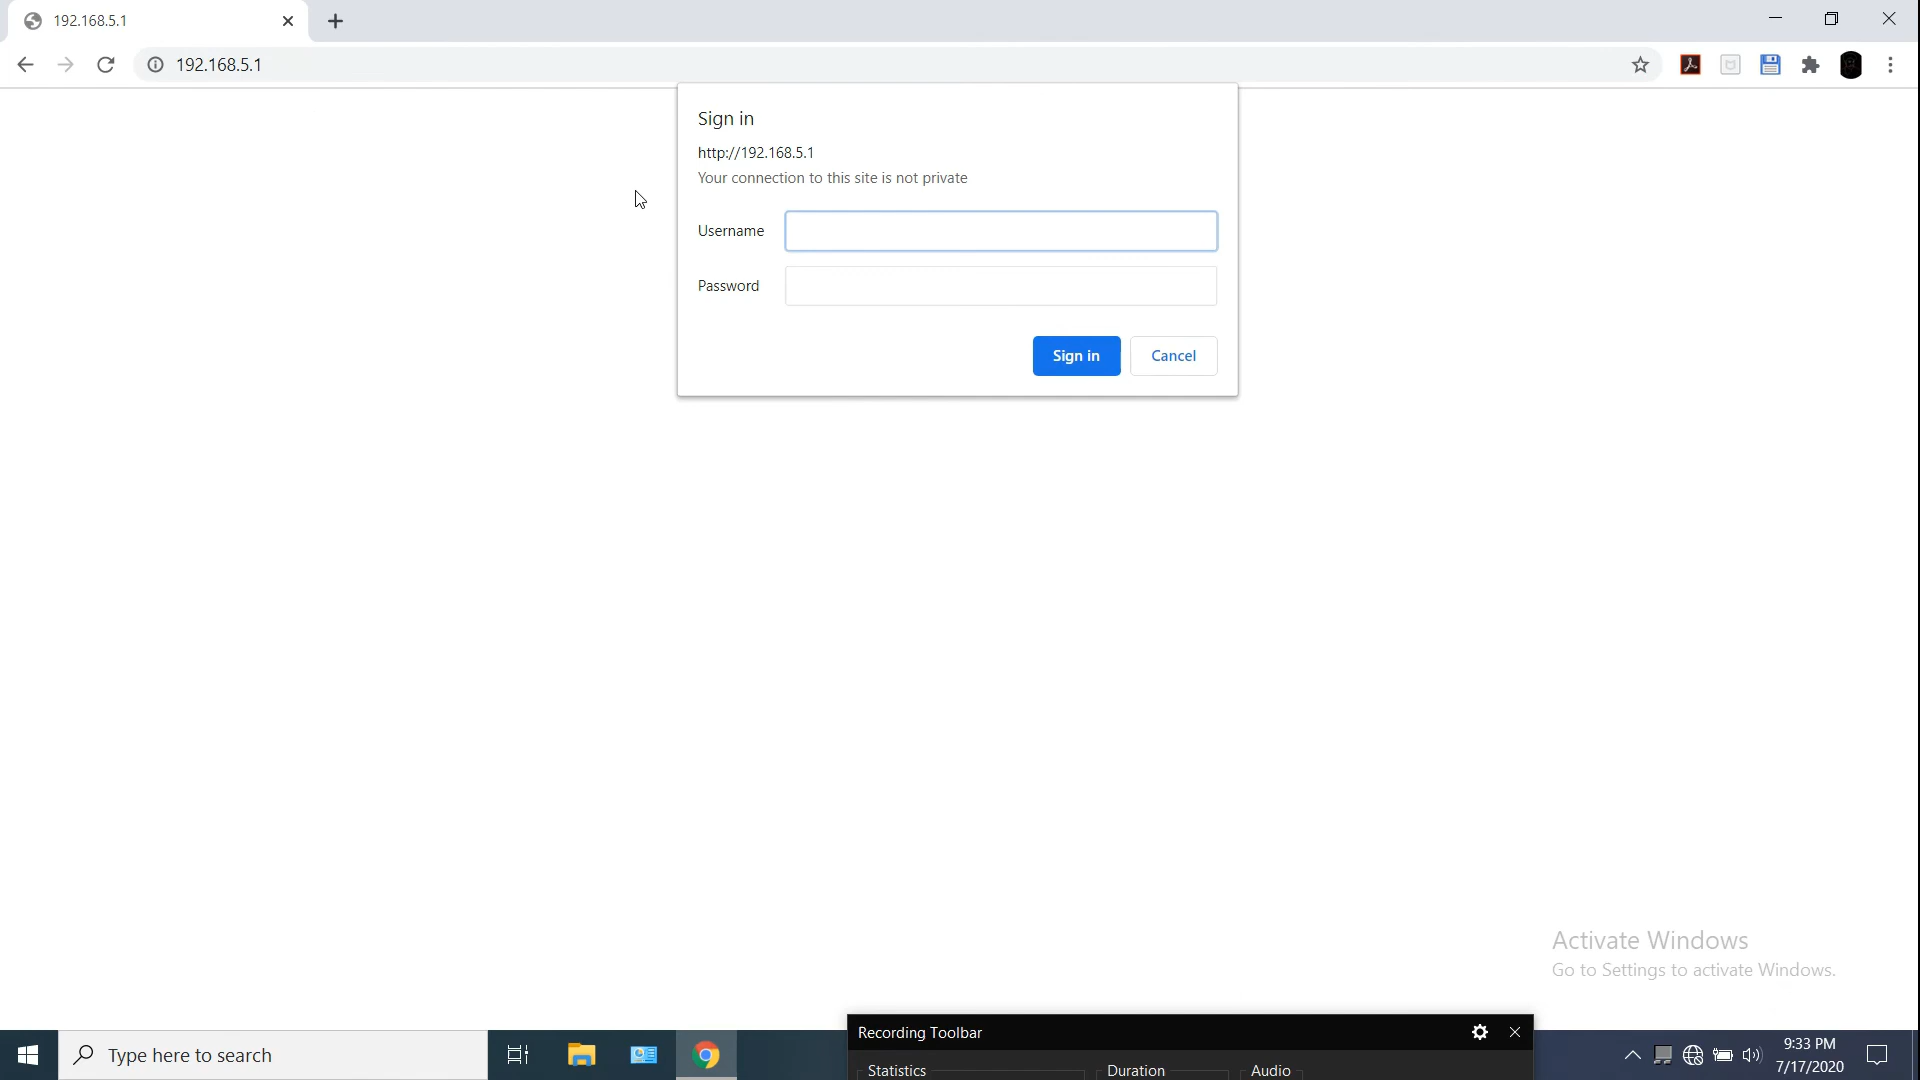 192.168.5.1
192.168.5.1
Sign in
http://192.168.5.1
Your connection to this site is not private
Username
Password
Sign in
Cancel
Activate Windows
Go to Settings to activate Windows.
Recording Toolbar
Type here to search
Statistics
Duration
Audio
9:33 PM
7/17/2020